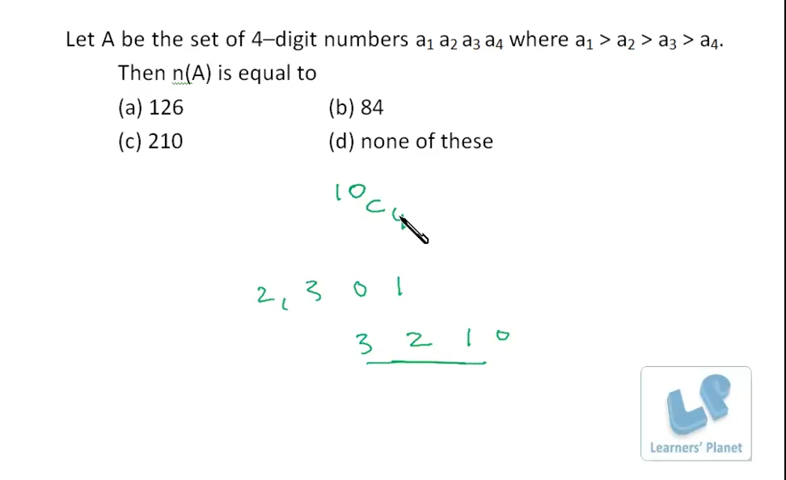 Let A be the set of 4–digit numbers a₁ a₂ a₃ a₄ where a₁ > a₂ > a₃ > a₄.
Then n(A) is equal to
(a) 126 (b) 84
(c) 210 (d) none of these
¹⁰C₄
2, 3 0 1
3 2 1 0
LP
Learners' Planet